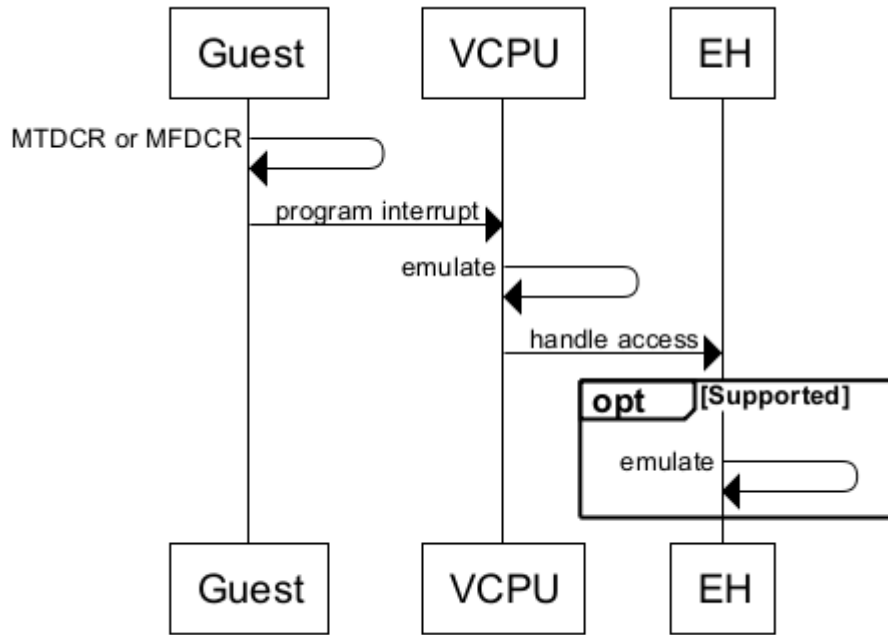 Guest VCPU EH
MTDCR or MFDCR
program interrupt
emulate
handle access
opt [Supported]
emulate
Guest VCPU EH